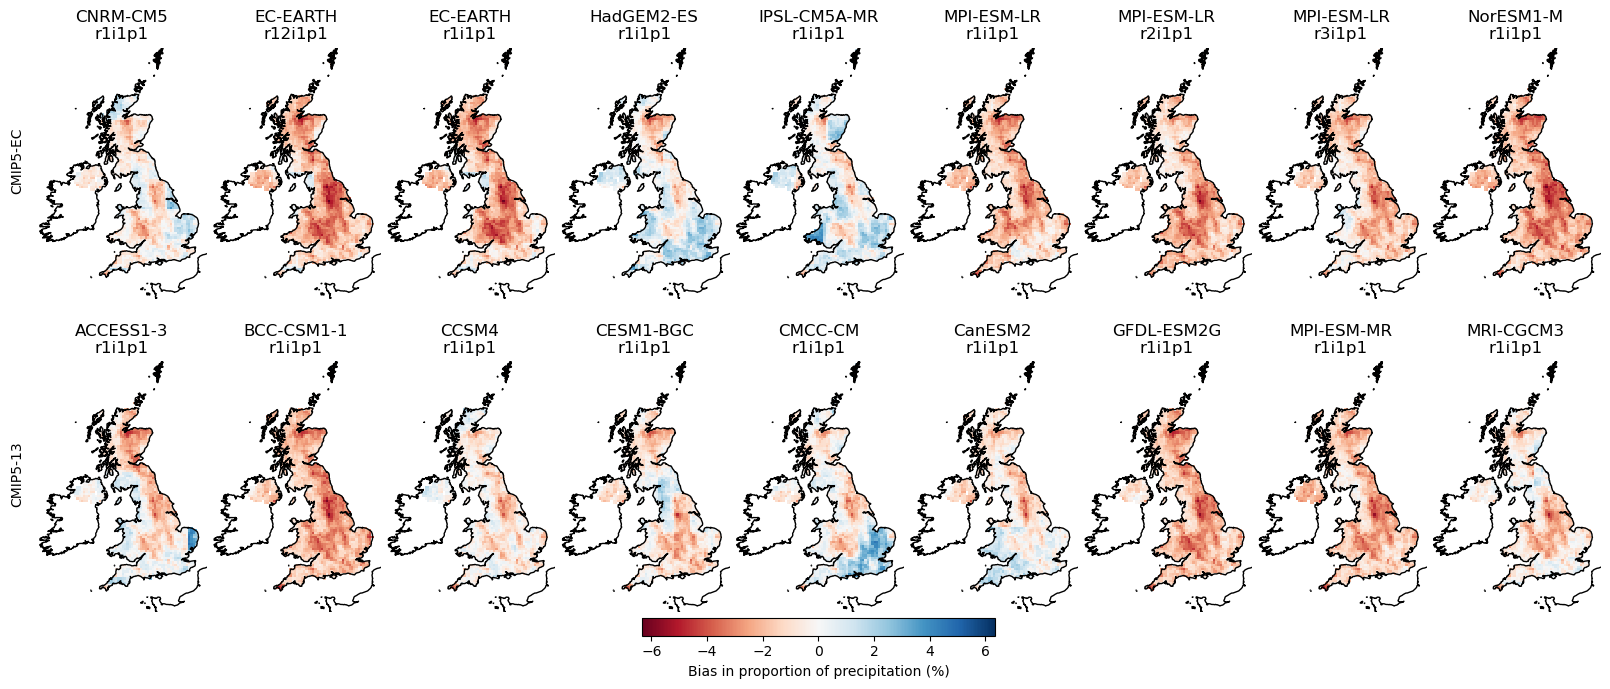 CNRM-CM5 EC-EARTH EC-EARTH HadGEM2-ES IPSL-CM5A-MR MPI-ESM-LR MPI-ESM-LR MPI-ESM-LR NorESM1-M
r1i1p1 r12i1p1 r1i1p1 r1i1p1 r1i1p1 r1i1p1 r2i1p1 r3i1p1 r1i1p1
CMIP5-EC
ACCESS1-3 BCC-CSM1-1 CCSM4 CESM1-BGC CMCC-CM CanESM2 GFDL-ESM2G MPI-ESM-MR MRI-CGCM3
r1i1p1 r1i1p1 r1i1p1 r1i1p1 r1i1p1 r1i1p1 r1i1p1 r1i1p1 r1i1p1
CMIP5-13
−6 −4 −2 0 2 4 6
Bias in proportion of precipitation (%)